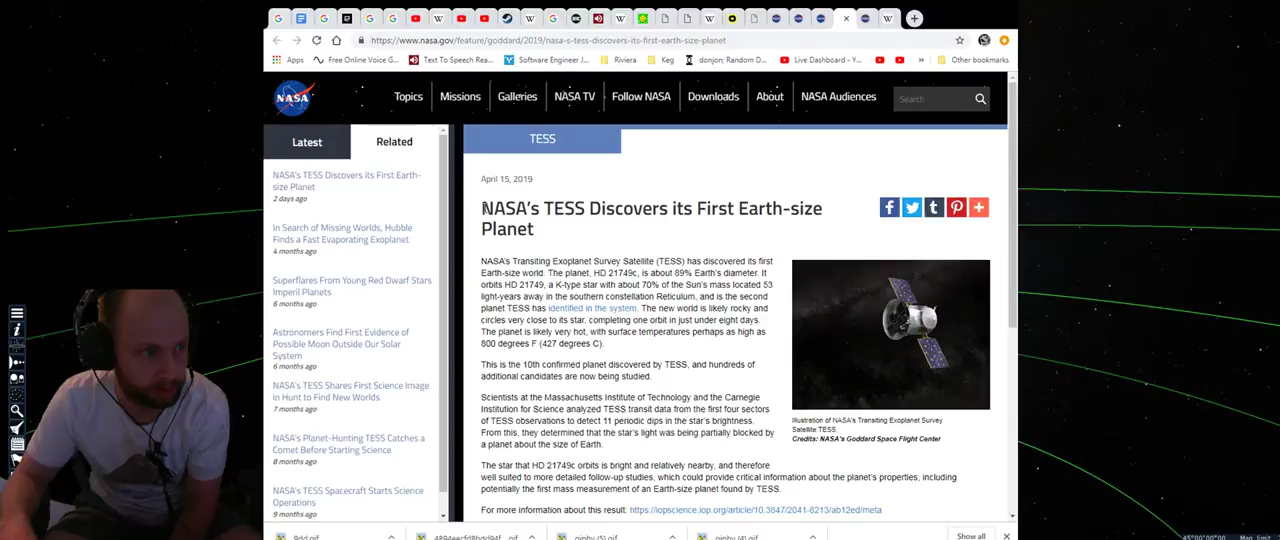 https://www.nasa.gov/feature/goddard/2019/nasa-s-tess-discovers-its-first-earth-size-planet
Apps
Free Online Voice G...
Text To Speech Rea...
Software Engineer J...
Riviera
Keg
donjon; Random D...
Live Dashboard - Y...
»
Other bookmarks
NASA
Topics
Missions
Galleries
NASA TV
Follow NASA
Downloads
About
NASA Audiences
Search
Latest
Related
NASA's TESS Discovers its First Earth-
size Planet
2 days ago
In Search of Missing Worlds, Hubble
Finds a Fast Evaporating Exoplanet
4 months ago
Superflares From Young Red Dwarf Stars
Imperil Planets
6 months ago
Astronomers Find First Evidence of
Possible Moon Outside Our Solar
System
6 months ago
NASA's TESS Shares First Science Image
in Hunt to Find New Worlds
7 months ago
NASA's Planet-Hunting TESS Catches a
Comet Before Starting Science
8 months ago
NASA's TESS Spacecraft Starts Science
Operations
9 months ago
TESS
April 15, 2019
NASA's TESS Discovers its First Earth-size
Planet
NASA's Transiting Exoplanet Survey Satellite (TESS) has discovered its first
Earth-size world. The planet, HD 21749c, is about 89% Earth's diameter. It
orbits HD 21749, a K-type star with about 70% of the Sun's mass located 53
light-years away in the southern constellation Reticulum, and is the second
planet TESS has identified in the system. The new world is likely rocky and
circles very close to its star, completing one orbit in just under eight days.
The planet is likely very hot, with surface temperatures perhaps as high as
800 degrees F (427 degrees C).
This is the 10th confirmed planet discovered by TESS, and hundreds of
additional candidates are now being studied.
Scientists at the Massachusetts Institute of Technology and the Carnegie
Institution for Science analyzed TESS transit data from the first four sectors
of TESS observations to detect 11 periodic dips in the star's brightness.
From this, they determined that the star's light was being partially blocked by
a planet about the size of Earth.
The star that HD 21749c orbits is bright and relatively nearby, and therefore
well suited to more detailed follow-up studies, which could provide critical information about the planet's properties, including
potentially the first mass measurement of an Earth-size planet found by TESS.
For more information about this result: https://iopscience.iop.org/article/10.3847/2041-8213/ab12ed/meta
Illustration of NASA's Transiting Exoplanet Survey
Satellite TESS.
Credits: NASA's Goddard Space Flight Center
9dd.gif
giphy (5).gif
giphy (4).gif
Show all